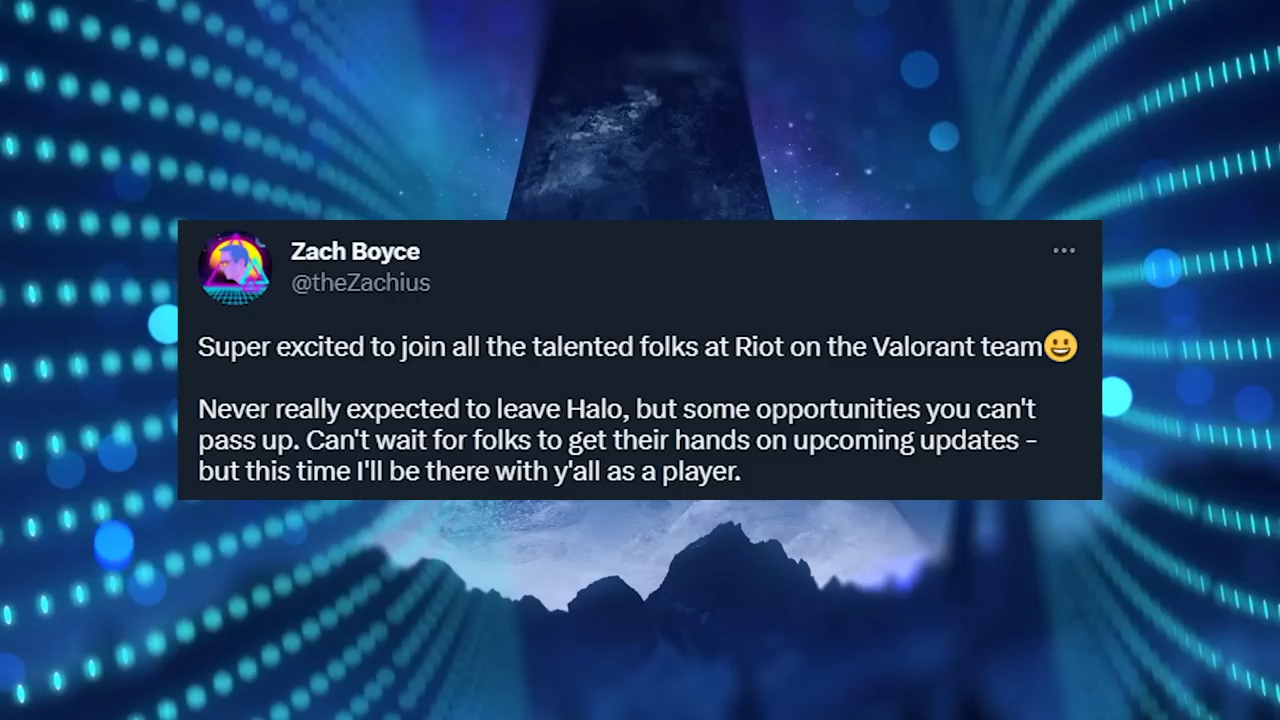 Zach Boyce
@theZachius
Super excited to join all the talented folks at Riot on the Valorant team😀
Never really expected to leave Halo, but some opportunities you can't
pass up. Can't wait for folks to get their hands on upcoming updates -
but this time I'll be there with y'all as a player.